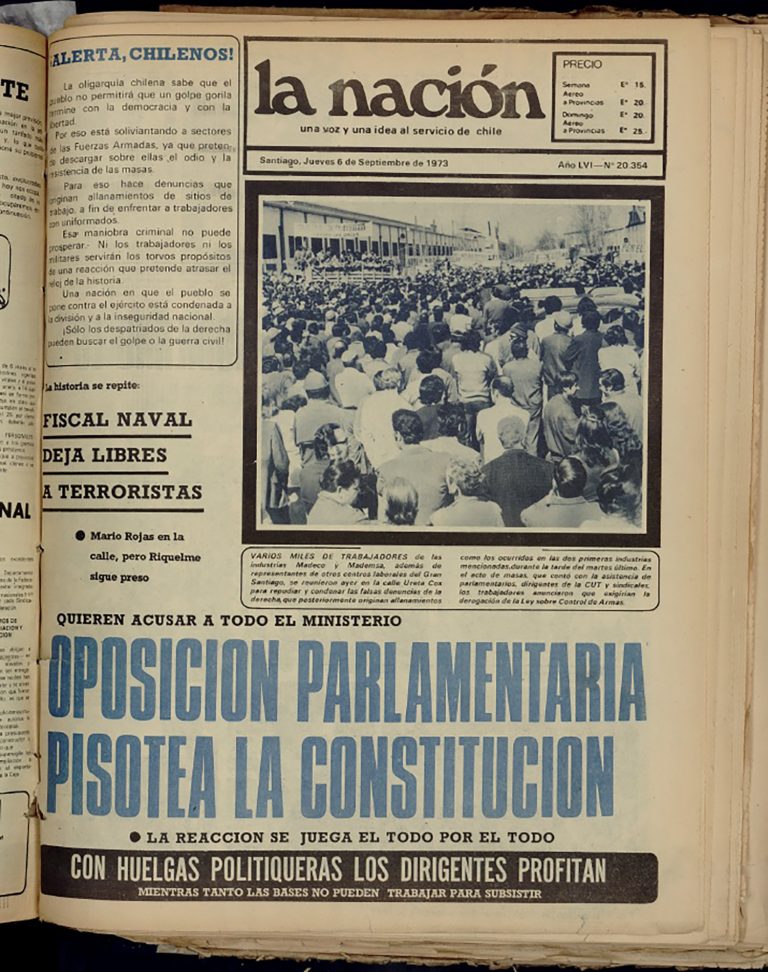 ¡ALERTA, CHILENOS!
La oligarquía chilena sabe que el
pueblo no permitirá que un golpe gorila
termine con la democracia y con la
libertad.
Por eso está soliviantando a sectores
de las Fuerzas Armadas, ya que preten-
descargar sobre ellas el odio y la
resistencia de las masas.
Para eso hace denuncias que
originan allanamientos de sitios de
trabajo, a fin de enfrentar a trabajadores
con uniformados.
Esa maniobra criminal no puede
prosperar.- Ni los trabajadores ni los
militares servirán los torvos propósitos
de una reacción que pretende atrasar el
reloj de la historia.
Una nación en que el pueblo se
pone contra el ejército está condenada a
la división y a la inseguridad nacional.
¡Sólo los despatriados de la derecha
pueden buscar el golpe o la guerra civil!
la nación
una voz y una idea al servicio de chile
PRECIO
Semana Eº 15.
Aereo
a Provincias Eº 20.
Domingo Eº 20.
Aereo
a Provincias Eº 25.
Santiago, Jueves 6 de Septiembre de 1973
Año LVI—Nº 20.354
La historia se repite:
FISCAL NAVAL
DEJA LIBRES
A TERRORISTAS
● Mario Rojas en la
calle, pero Riquelme
sigue preso
VARIOS MILES DE TRABAJADORES de las
industrias Madeco y Mademsa, además de
representantes de otros centros laborales del Gran
Santiago, se reunieron ayer en la calle Ureta Cox
para repudiar y condenar las falsas denuncias de la
derecha, que posteriormente originan allanamientos
como los ocurridos en las dos primeras industrias
mencionadas, durante la tarde del martes último. En
el acto de masas, que contó con la asistencia de
parlamentarios, dirigentes de la CUT y sindicales,
los trabajadores anunciaron que exigirían la
derogación de la Ley sobre Control de Armas.
QUIEREN ACUSAR A TODO EL MINISTERIO
OPOSICION PARLAMENTARIA
PISOTEA LA CONSTITUCION
● LA REACCION SE JUEGA EL TODO POR EL TODO
CON HUELGAS POLITIQUERAS LOS DIRIGENTES PROFITAN
MIENTRAS TANTO LAS BASES NO PUEDEN TRABAJAR PARA SUBSISTIR